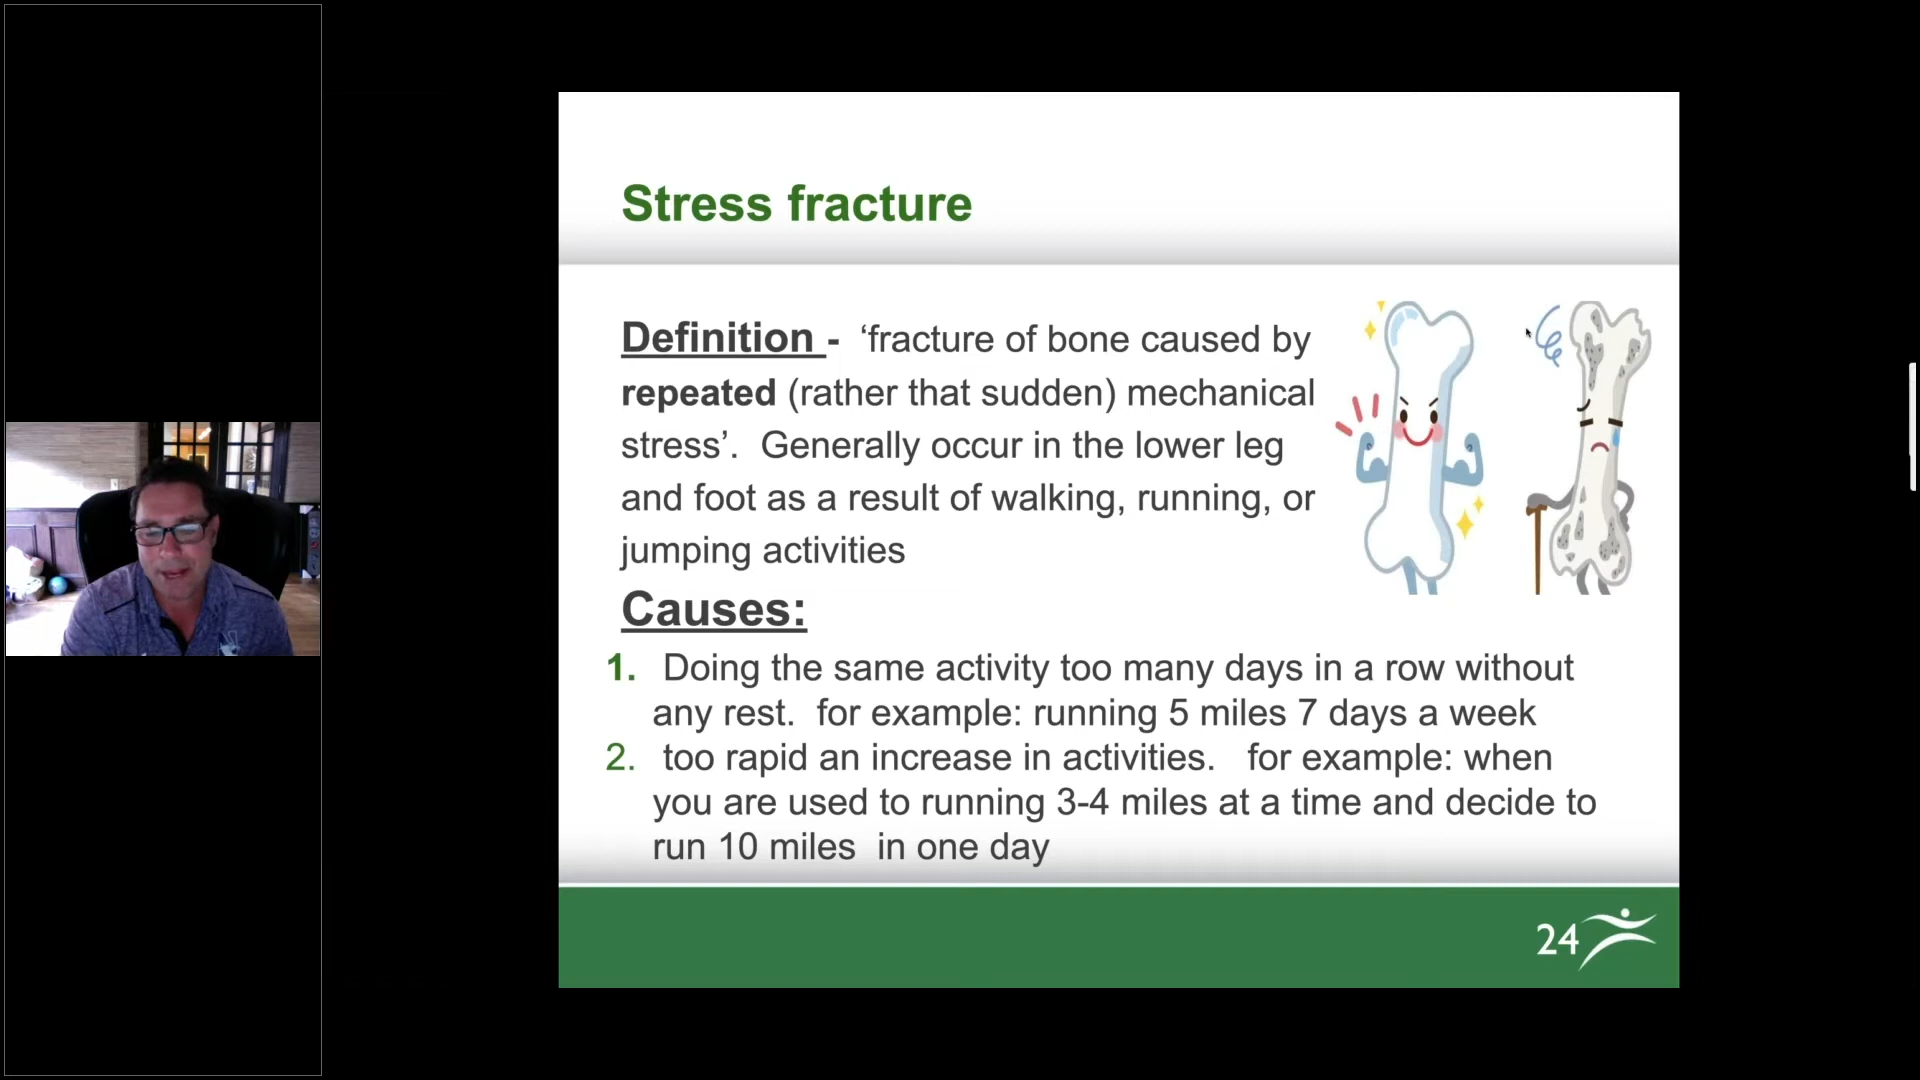 Stress fracture
Definition - ‘fracture of bone caused by
repeated (rather that sudden) mechanical
stress’. Generally occur in the lower leg
and foot as a result of walking, running, or
jumping activities
Causes:
1. Doing the same activity too many days in a row without
any rest. for example: running 5 miles 7 days a week
2. too rapid an increase in activities. for example: when
you are used to running 3-4 miles at a time and decide to
run 10 miles in one day
24